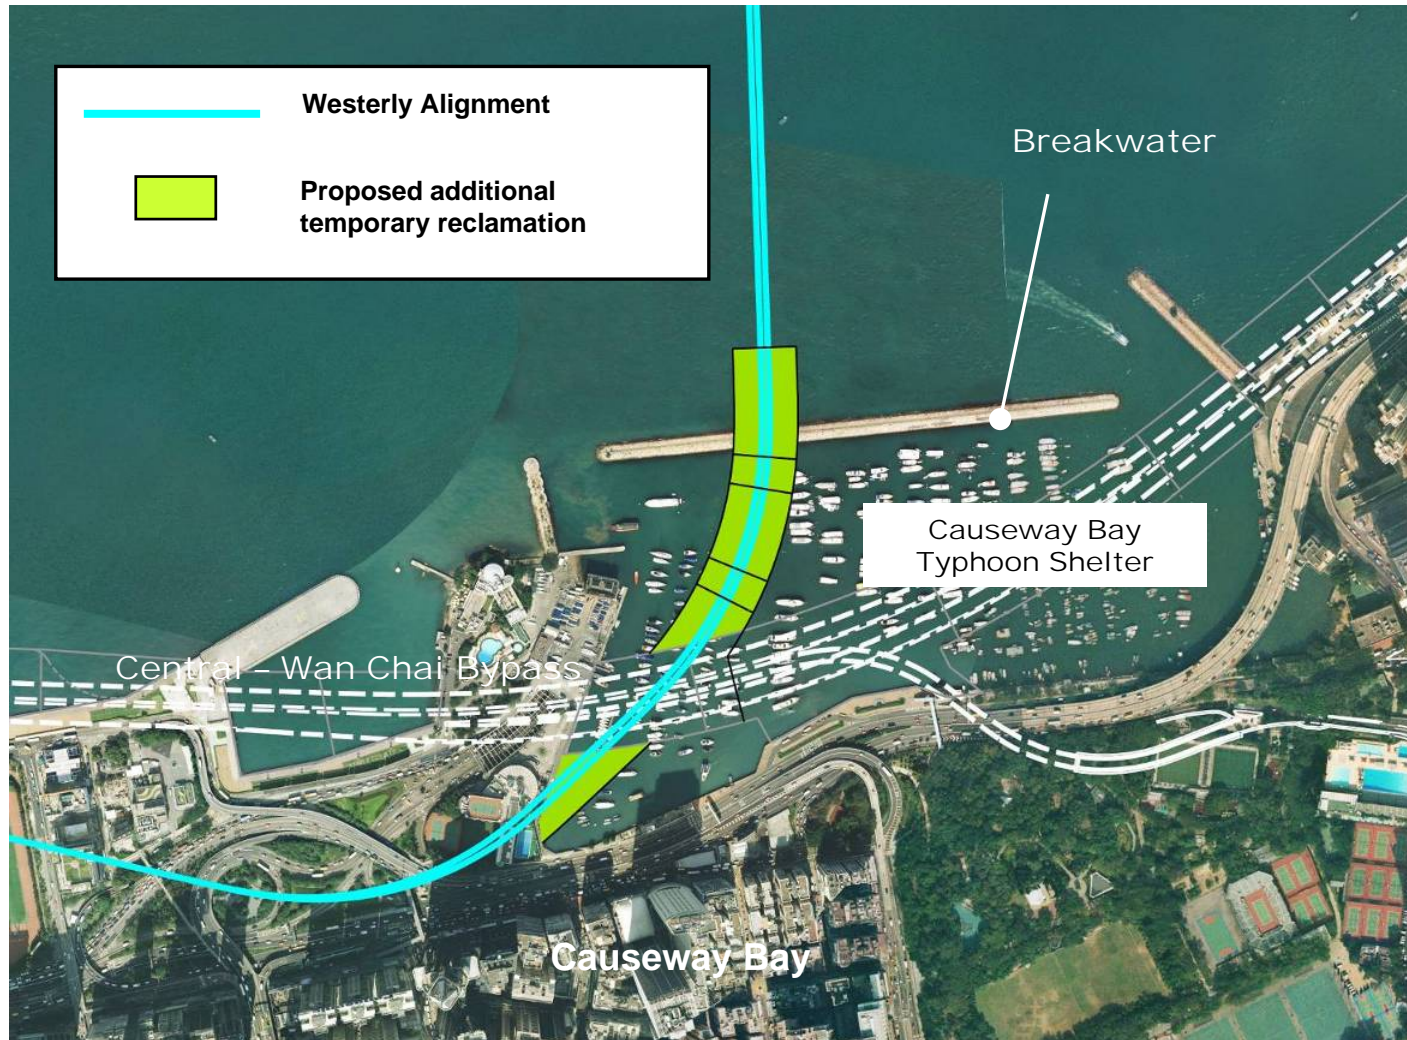 Westerly Alignment
Proposed additional
temporary reclamation
Breakwater
Causeway Bay
Typhoon Shelter
Central – Wan Chai Bypass
Causeway Bay